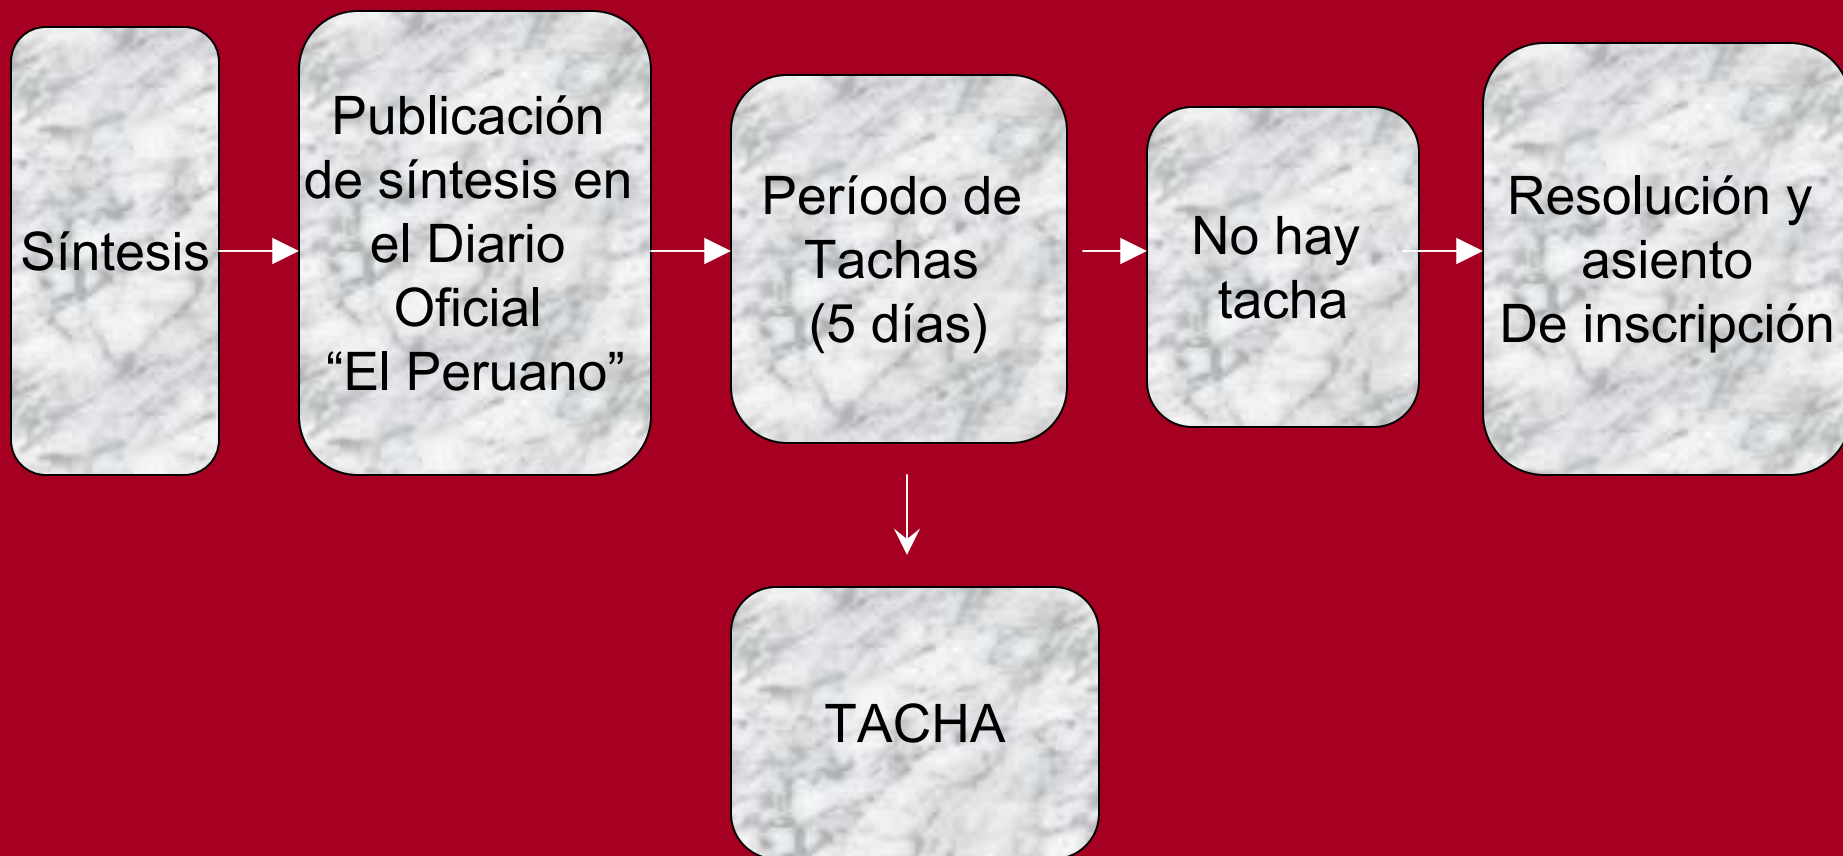 Síntesis
Publicación
de síntesis en
el Diario
Oficial
“El Peruano”
Período de
Tachas
(5 días)
No hay
tacha
Resolución y
asiento
De inscripción
TACHA